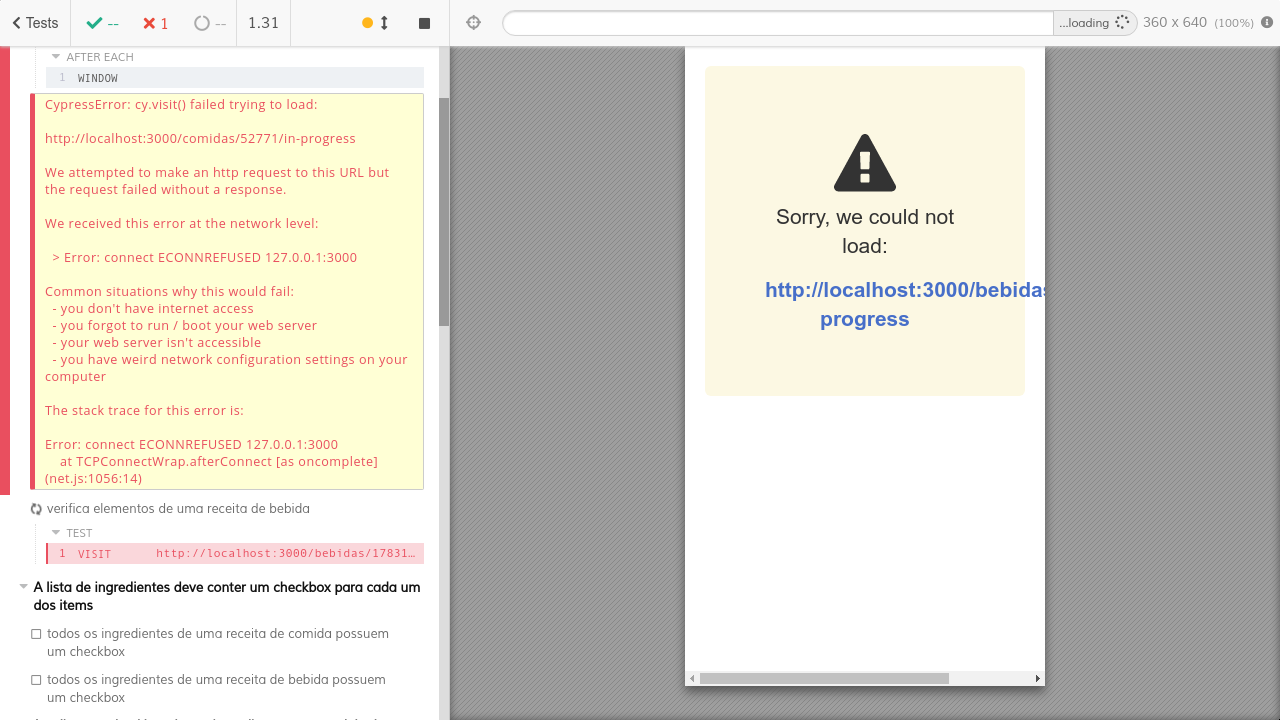 Tests
--
1
--
1.31
...loading
360 x 640 (100%)
AFTER EACH
1 WINDOW
CypressError: cy.visit() failed trying to load:
http://localhost:3000/comidas/52771/in-progress
We attempted to make an http request to this URL but
the request failed without a response.
We received this error at the network level:
> Error: connect ECONNREFUSED 127.0.0.1:3000
Common situations why this would fail:
- you don't have internet access
- you forgot to run / boot your web server
- your web server isn't accessible
- you have weird network configuration settings on your
computer
The stack trace for this error is:
Error: connect ECONNREFUSED 127.0.0.1:3000
at TCPConnectWrap.afterConnect [as oncomplete]
(net.js:1056:14)
verifica elementos de uma receita de bebida
TEST
1 VISIT http://localhost:3000/bebidas/17831…
A lista de ingredientes deve conter um checkbox para cada um
dos items
todos os ingredientes de uma receita de comida possuem
um checkbox
todos os ingredientes de uma receita de bebida possuem
um checkbox
Sorry, we could not
load:
http://localhost:3000/bebidas
progress